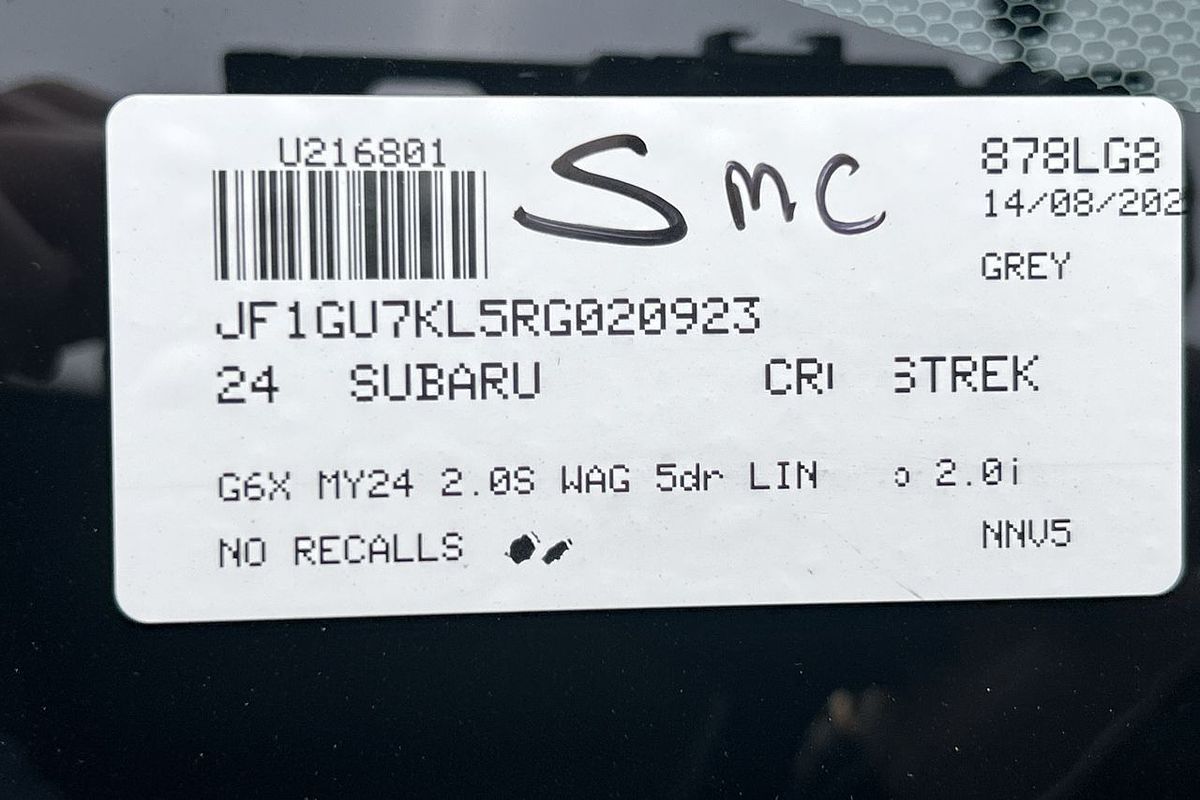 U216801
SMC
878LG8
14/08/202
GREY
JF1GU7KL5RG020923
24 SUBARU
G6X MY24 2.0S WAG 5dr LIN 2.0i
NO RECALLS
NNV5